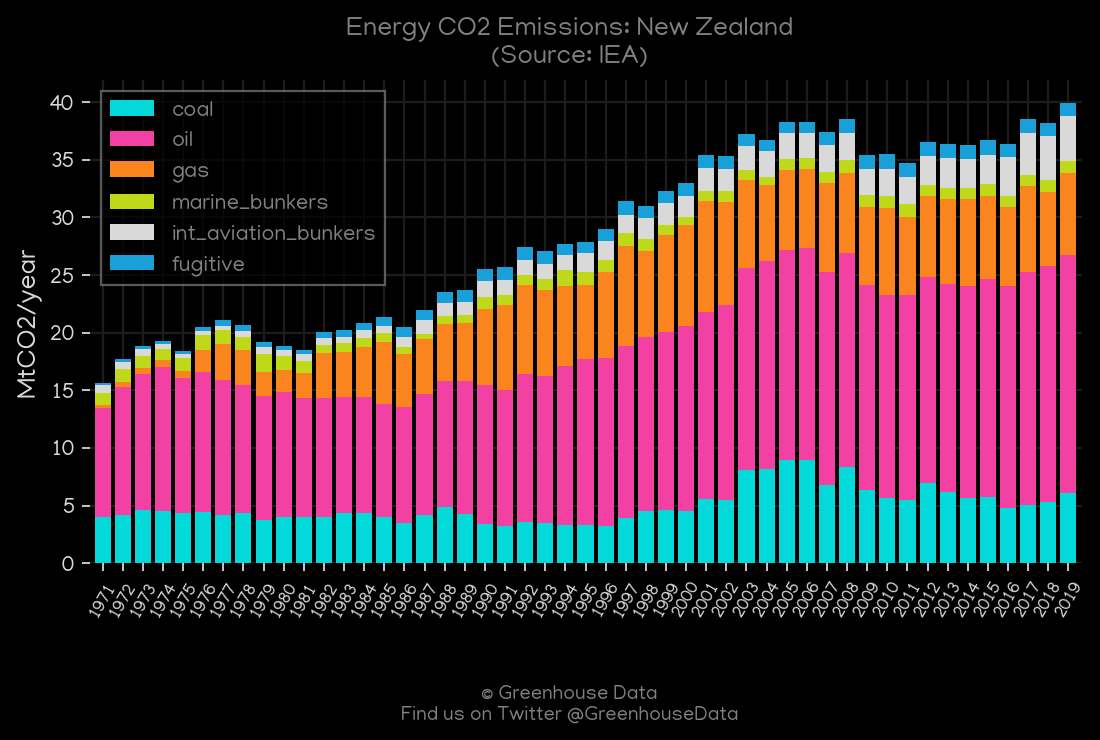 Energy CO2 Emissions: New Zealand
(Source: IEA)
MtCO2/year
40
35
30
25
20
15
10
5
0
coal
oil
gas
marine_bunkers
int_aviation_bunkers
fugitive
1971 1972 1973 1974 1975 1976 1977 1978 1979 1980 1981 1982 1983 1984 1985 1986 1987 1988 1989 1990 1991 1992 1993 1994 1995 1996 1997 1998 1999 2000 2001 2002 2003 2004 2005 2006 2007 2008 2009 2010 2011 2012 2013 2014 2015 2016 2017 2018 2019
© Greenhouse Data
Find us on Twitter @GreenhouseData